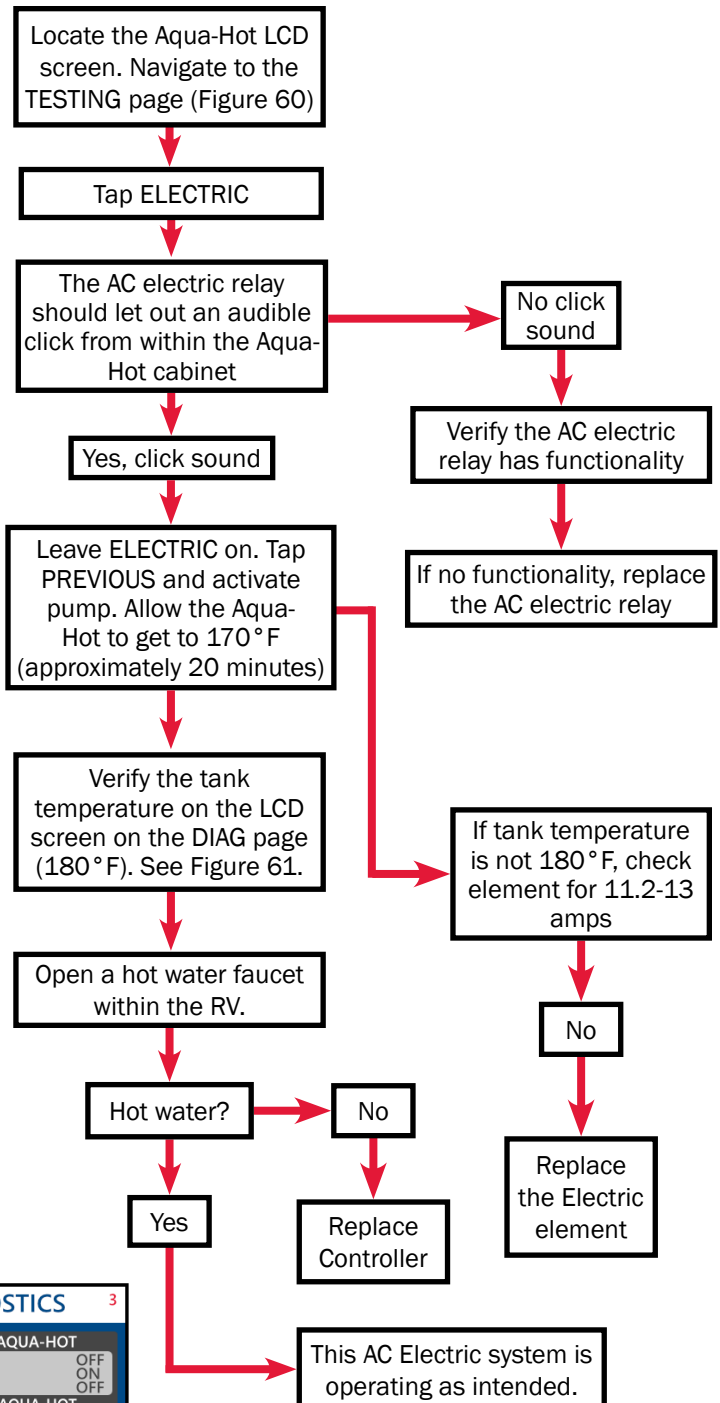 Locate the Aqua-Hot LCD
screen. Navigate to the
TESTING page (Figure 60)
Tap ELECTRIC
The AC electric relay
should let out an audible
click from within the Aqua-
Hot cabinet
No click
sound
Yes, click sound
Verify the AC electric
relay has functionality
Leave ELECTRIC on. Tap
PREVIOUS and activate
pump. Allow the Aqua-
Hot to get to 170°F
(approximately 20 minutes)
If no functionality, replace
the AC electric relay
Verify the tank
temperature on the LCD
screen on the DIAG page
(180°F). See Figure 61.
If tank temperature
is not 180°F, check
element for 11.2-13
amps
Open a hot water faucet
within the RV.
No
Hot water?
No
Replace
the Electric
element
Yes
Replace
Controller
OSTICS 3
AQUA-HOT
OFF
ON
OFF
This AC Electric system is
operating as intended.